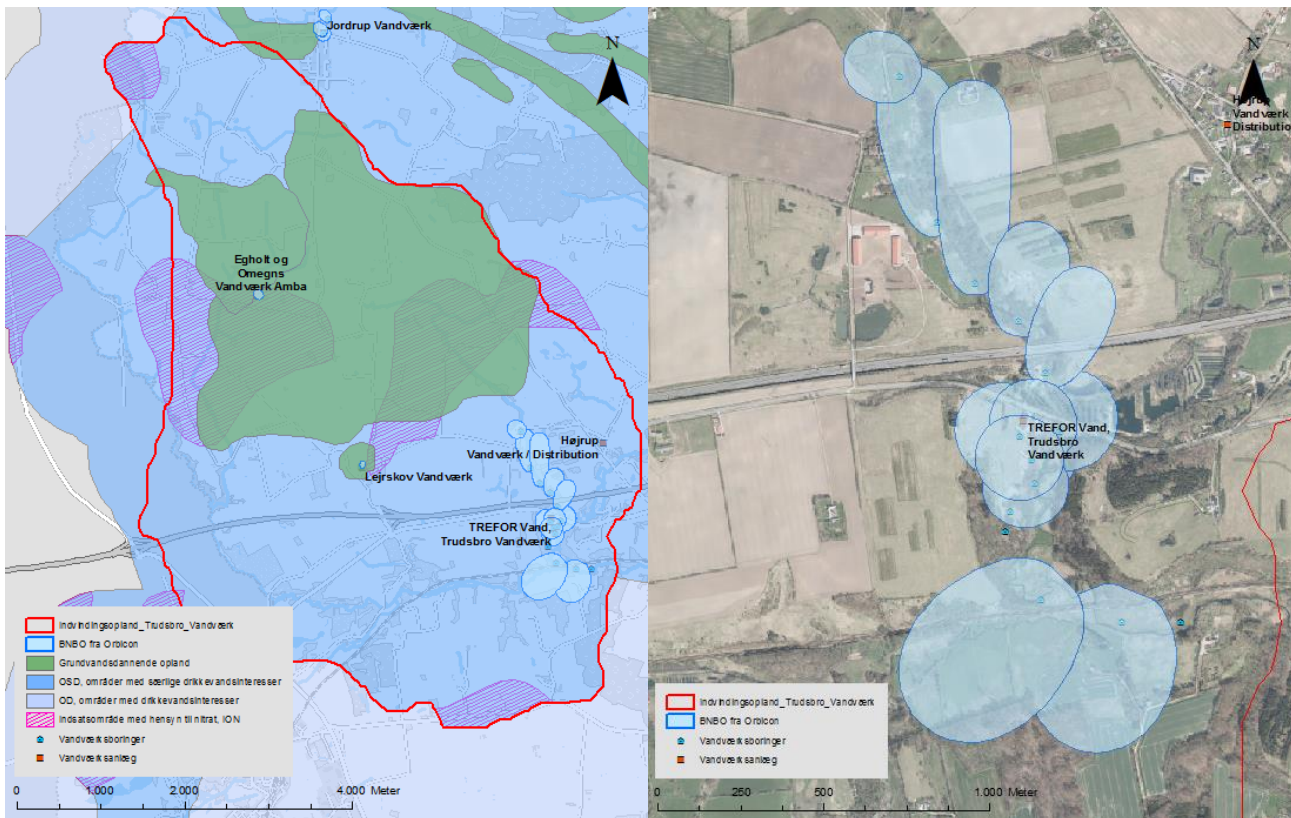 Jordrup Vandværk
N
Egholt og
Omegns
Vandværk Amba
Højrup
Vandværk / Distribution
Lejrskov Vandværk
TREFOR Vand,
Trudsbro Vandværk
Indvindingsopland_Trudsbro_Vandværk
BNBO fra Orbicon
Grundvandsdannende opland
OSD, områder med særlige drikkevandsinteresser
OD, områder med drikkevandsinteresser
Indsatsområde med hensyn til nitrat, ION
Vandværksboringer
Vandværksanlæg
0 1.000 2.000 4.000 Meter
N
Højrup
Vandværk
Distribution
TREFOR Vand,
Trudsbro
Vandværk
Indvindingsopland_Trudsbro_Vandværk
BNBO fra Orbicon
Vandværksboringer
Vandværksanlæg
0 250 500 1.000 Meter